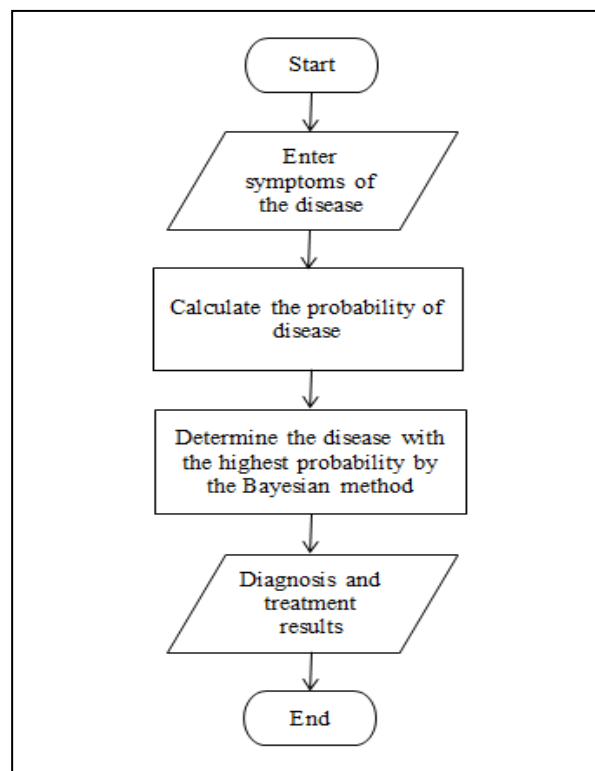 Start
Enter
symptoms of
the disease
Calculate the probability of
disease
Determine the disease with
the highest probability by
the Bayesian method
Diagnosis and
treatment
results
End